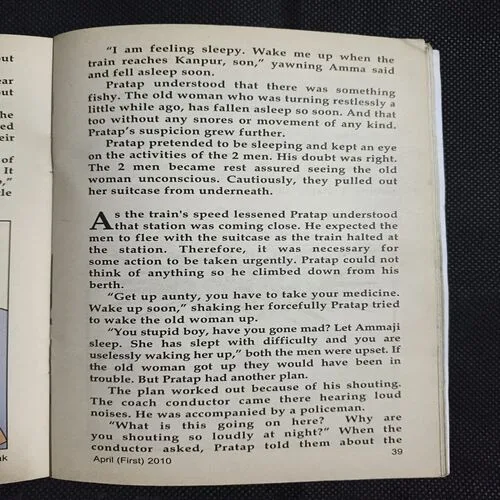 out
ear
out
he
ed
eir
of
It
,"
tle
ak
"I am feeling sleepy. Wake me up when the
train reaches Kanpur, son," yawning Amma said
and fell asleep soon.
Pratap understood that there was something
fishy. The old woman who was turning restlessly a
little while ago, has fallen asleep so soon. And that
too without any snores or movement of any kind.
Pratap's suspicion grew further.
Pratap pretended to be sleeping and kept an eye
on the activities of the 2 men. His doubt was right.
The 2 men became rest assured seeing the old
woman unconscious. Cautiously, they pulled out
her suitcase from underneath.
As the train's speed lessened Pratap understood
that station was coming close. He expected the
men to flee with the suitcase as the train halted at
the station. Therefore, it was necessary for
some action to be taken urgently. Pratap could not
think of anything so he climbed down from his
berth.
"Get up aunty, you have to take your medicine.
Wake up soon," shaking her forcefully Pratap tried
to wake the old woman up.
"You stupid boy, have you gone mad? Let Ammaji
sleep. She has slept with difficulty and you are
uselessly waking her up," both the men were upset. If
the old woman got up they would have been in
trouble. But Pratap had another plan.
The plan worked out because of his shouting.
The coach conductor came there hearing loud
noises. He was accompanied by a policeman.
"What is this going on here? Why are
you shouting so loudly at night?" When the
conductor asked, Pratap told them about the
39
April (First) 2010